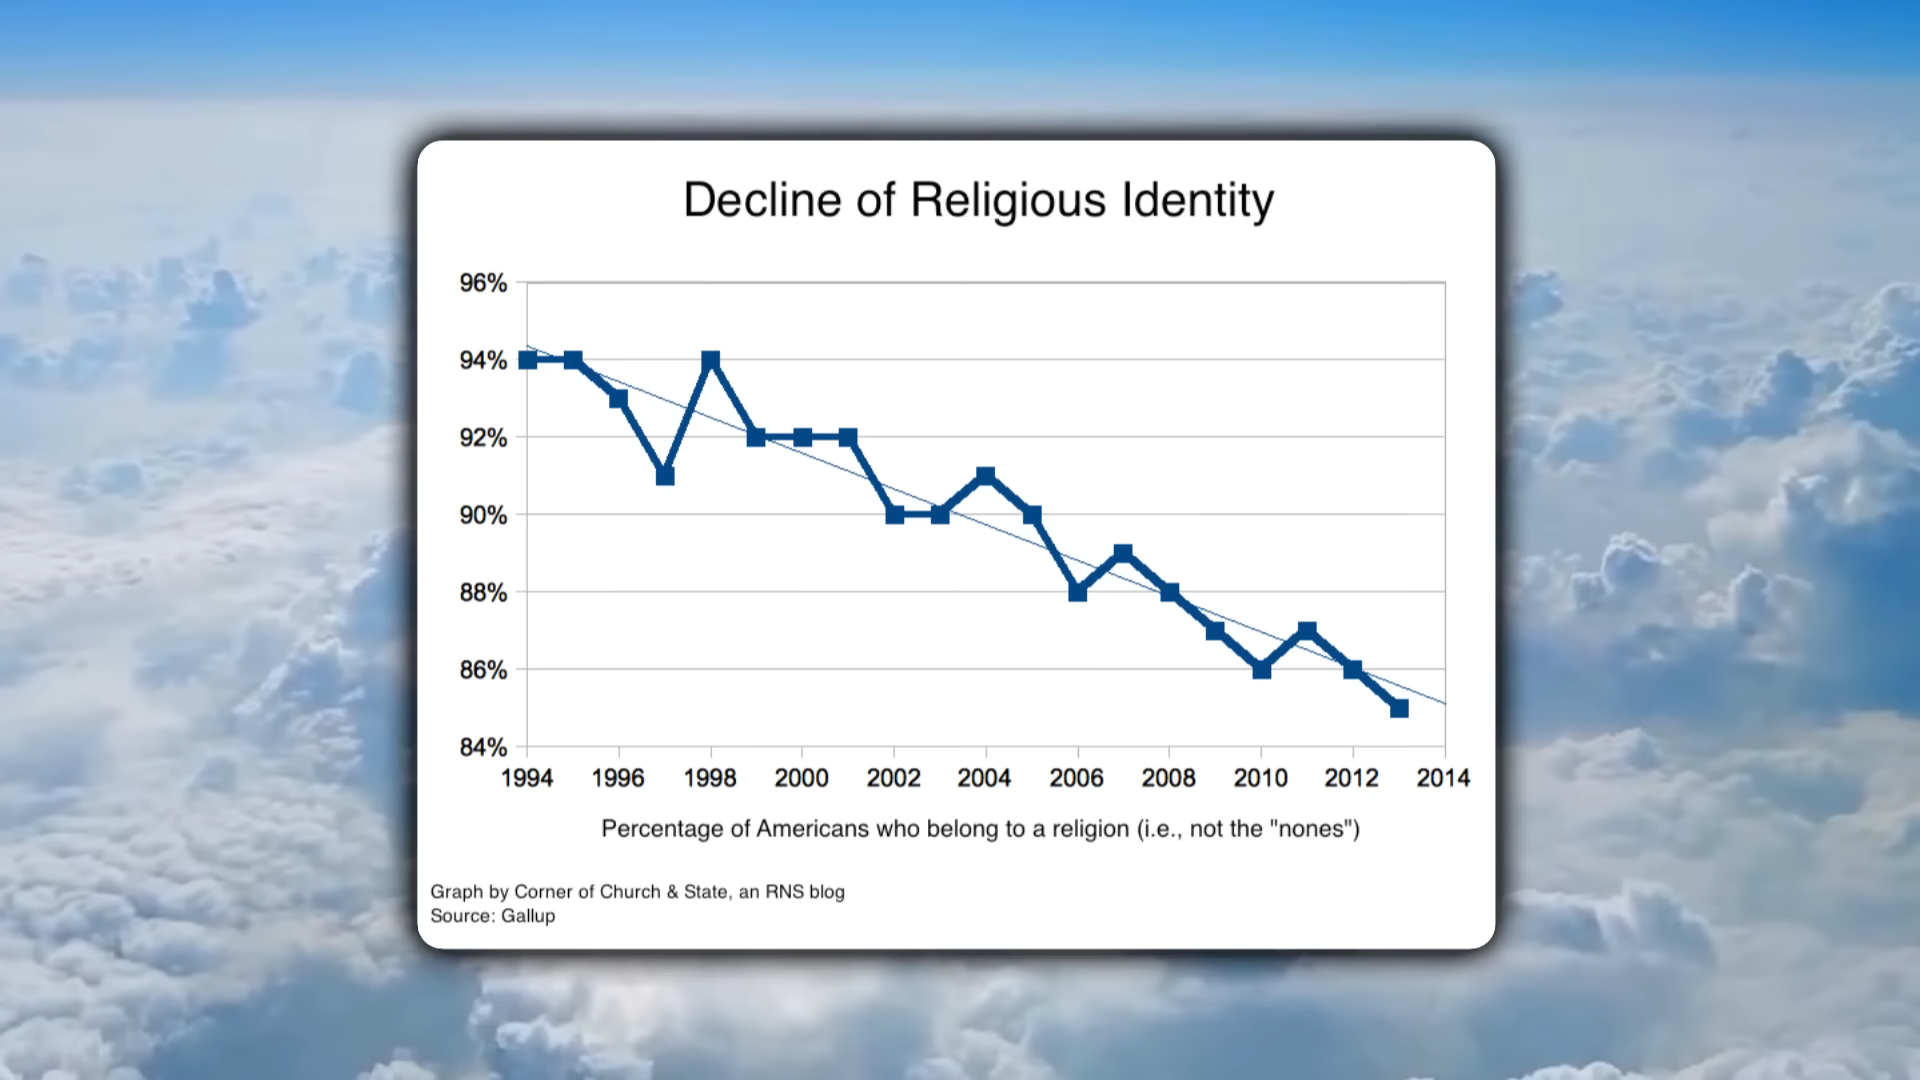 Decline of Religious Identity
96%
94%
92%
90%
88%
86%
84%
1994 1996 1998 2000 2002 2004 2006 2008 2010 2012 2014
Percentage of Americans who belong to a religion (i.e., not the "nones")
Graph by Corner of Church & State, an RNS blog
Source: Gallup